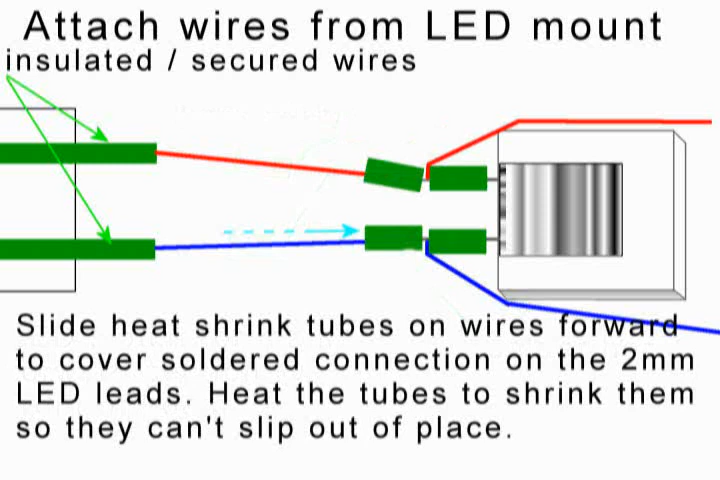 Attach wires from LED mount
insulated / secured wires
Slide heat shrink tubes on wires forward
to cover soldered connection on the 2mm
LED leads. Heat the tubes to shrink them
so they can't slip out of place.